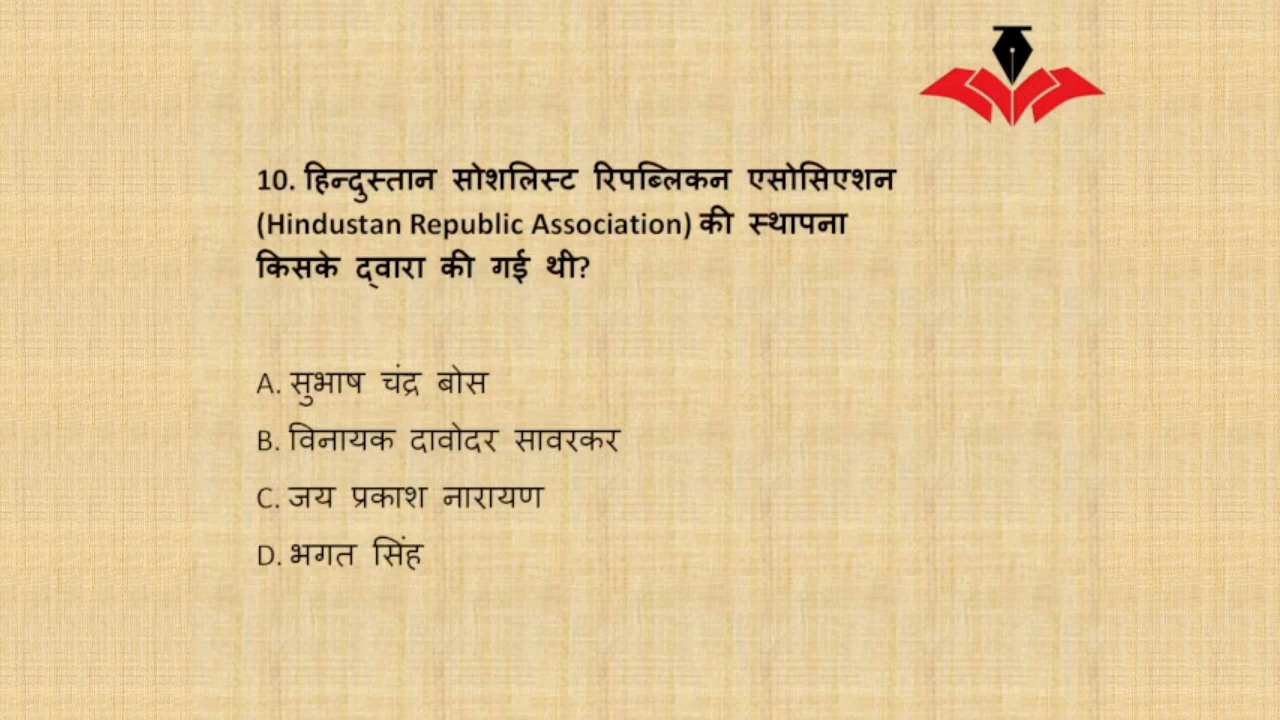 10. हिन्दुस्तान सोशलिस्ट रिपब्लिकन एसोसिएशन
(Hindustan Republic Association) की स्थापना
किसके द्वारा की गई थी?
A. सुभाष चंद्र बोस
B. विनायक दावोदर सावरकर
C. जय प्रकाश नारायण
D. भगत सिंह